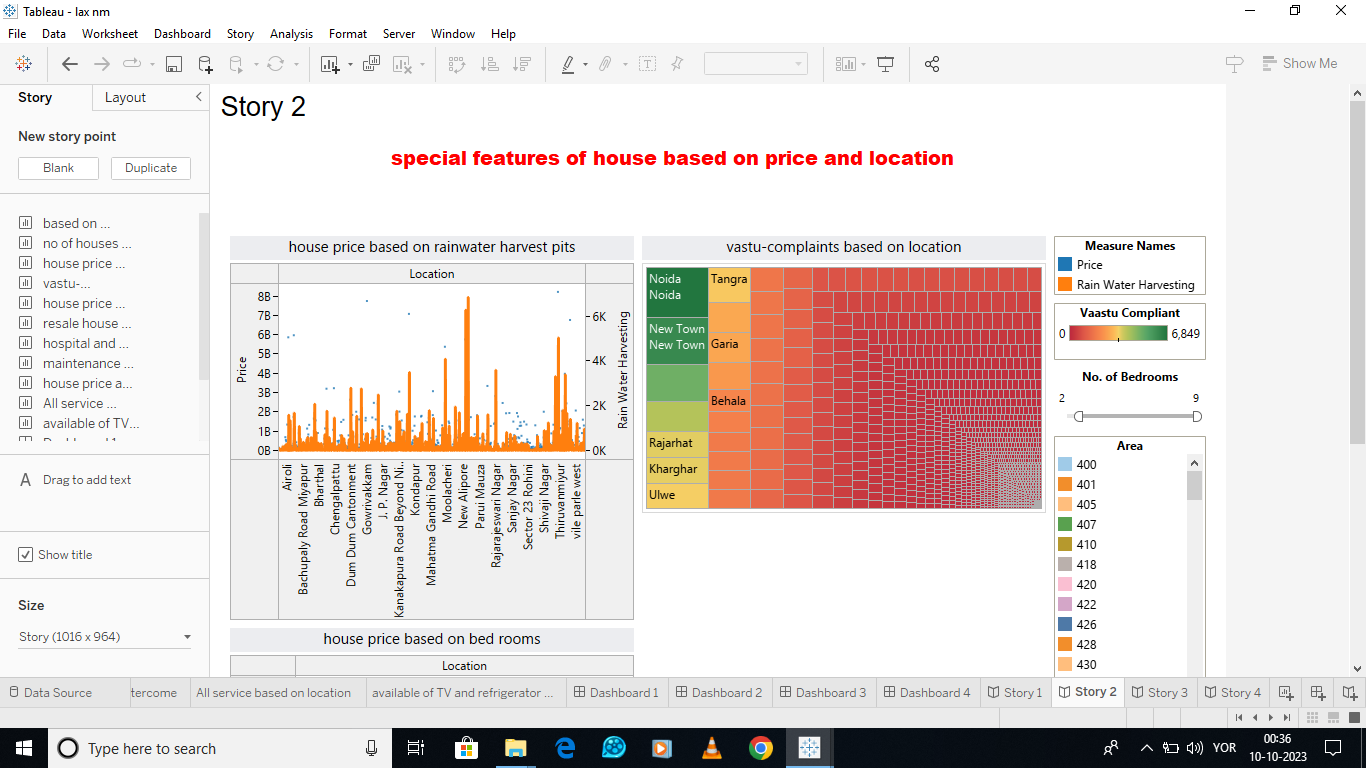 Tableau - lax nm
File Data Worksheet Dashboard Story Analysis Format Server Window Help
Show Me
Story Layout
New story point
Blank Duplicate
based on ...
no of houses ...
house price ...
vastu-...
house price ...
resale house ...
hospital and ...
maintenance ...
house price a...
All service ...
available of TV...
A Drag to add text
Show title
Size
Story (1016 x 964)
Story 2
special features of house based on price and location
house price based on rainwater harvest pits
Location
Price
8B
7B
6B
5B
4B
3B
2B
1B
0B
6K
4K
2K
0K
Rain Water Harvesting
Airoli
Bachupaly Road Miyapur
Bharthal
Chengalpattu
Dum Dum Cantonment
Gowrivakkam
J. P. Nagar
Kanakapura Road Beyond Ni..
Kondapur
Mahatma Gandhi Road
Moolacheri
New Alipore
Parui Mauza
Rajarajeswari Nagar
Sanjay Nagar
Sector 23 Rohini
Shivaji Nagar
Thiruvanmiyur
vile parle west
house price based on bed rooms
Location
vastu-complaints based on location
Noida
Noida
New Town
New Town
Rajarhat
Kharghar
Ulwe
Tangra
Garia
Behala
Measure Names
Price
Rain Water Harvesting
Vaastu Compliant
0 6,849
No. of Bedrooms
2 9
Area
400
401
405
407
410
418
420
422
426
428
430
Data Source tercome All service based on location available of TV and refrigerator ... Dashboard 1 Dashboard 2 Dashboard 3 Dashboard 4 Story 1 Story 2 Story 3 Story 4
Type here to search
YOR
00:36
10-10-2023